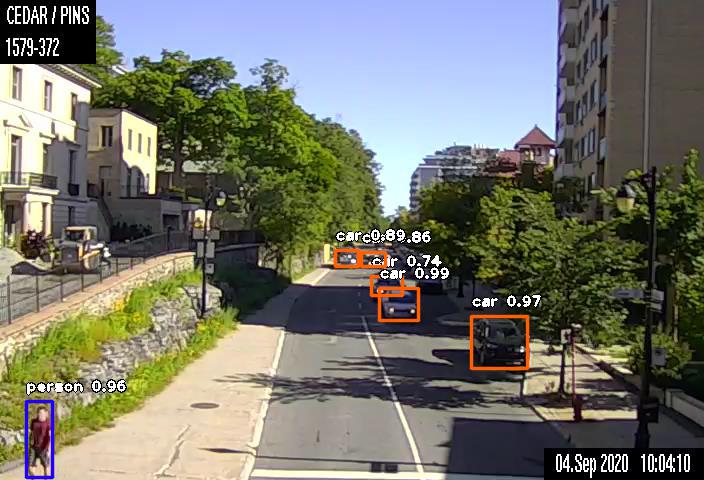 CEDAR / PINS
1579-372
car 0.89
.86
car 0.74
car 0.99
car 0.97
person 0.96
04.Sep 2020 10:04:10